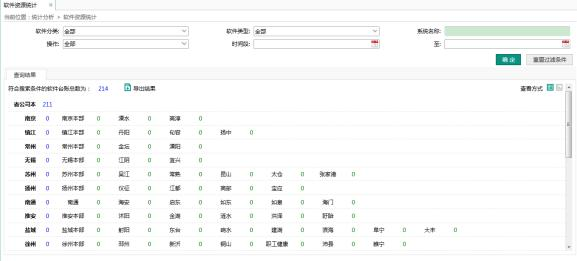 软件资源统计 ×
当前位置：统计分析 > 软件资源统计
软件分类: 全部 软件类型: 全部 系统名称:
操作: 全部 时间段: 至:
确定 重置过滤条件
查询结果
符合搜索条件的软件台账总数为： 214 导出结果 查看方式
省公司本 211
南京 0 南京本部 0 溧水 0 高淳 0
镇江 0 镇江本部 0 丹阳 0 句容 0 扬中 0
常州 0 常州本部 0 金坛 0 溧阳 0
无锡 0 无锡本部 0 江阴 0 宜兴 0
苏州 0 苏州本部 0 吴江 0 常熟 0 昆山 0 太仓 0 张家港 0
扬州 0 扬州本部 0 仪征 0 江都 0 高邮 0 宝应 0
南通 0 南通 0 海安 0 启东 0 如东 0 如皋 0 海门 0
淮安 0 淮安本部 0 沭阳 0 金湖 0 涟水 0 洪泽 0 盱眙 0
盐城 0 盐城本部 0 射阳 0 东台 0 响水 0 建湖 0 滨海 0 阜宁 0 大丰 0
徐州 0 徐州本部 0 邳州 0 新沂 0 铜山 0 职工健康 0 沛县 0 睢宁 0